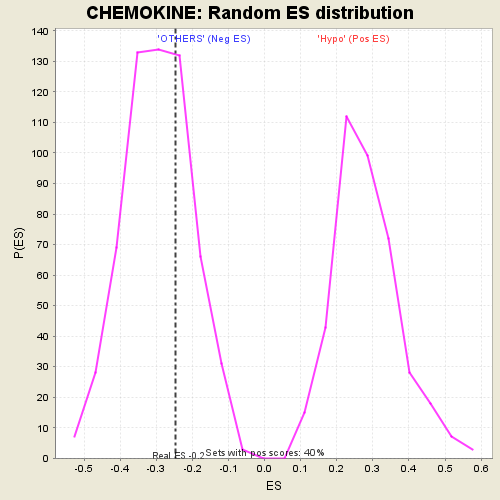 CHEMOKINE: Random ES distribution
'OTHERS' (Neg ES) 'Hypo' (Pos ES)
140
130
120
110
100
90
80
70
60
50
40
30
20
10
0
P(ES)
Real ES -0.2 Sets with pos scores: 40%
-0.5 -0.4 -0.3 -0.2 -0.1 0.0 0.1 0.2 0.3 0.4 0.5 0.6
ES